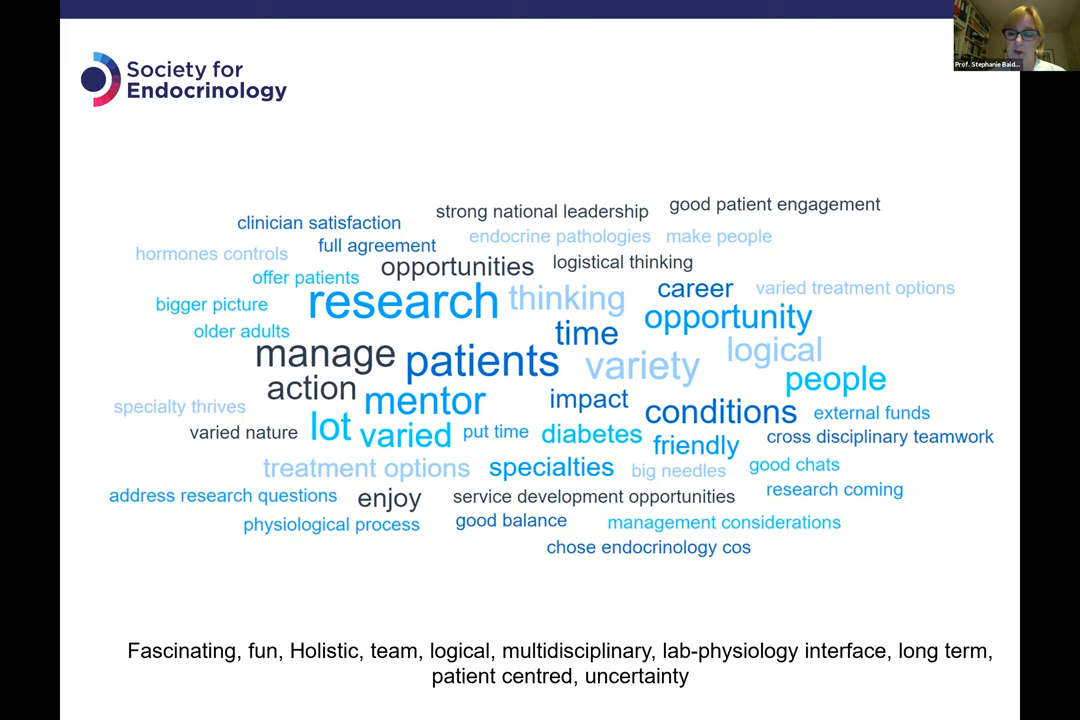 Prof. Stephanie Bald...
Society for
Endocrinology
strong national leadership
good patient engagement
clinician satisfaction
endocrine pathologies
make people
full agreement
hormones controls
opportunities
logistical thinking
offer patients
career
varied treatment options
bigger picture
research
thinking
opportunity
older adults
time
manage
patients
variety
logical
action
people
mentor
impact
conditions
specialty thrives
external funds
varied nature
lot
varied
put time
diabetes
friendly
cross disciplinary teamwork
treatment options
specialties
big needles
good chats
address research questions
enjoy
service development opportunities
research coming
physiological process
good balance
management considerations
chose endocrinology cos
Fascinating, fun, Holistic, team, logical, multidisciplinary, lab-physiology interface, long term,
patient centred, uncertainty